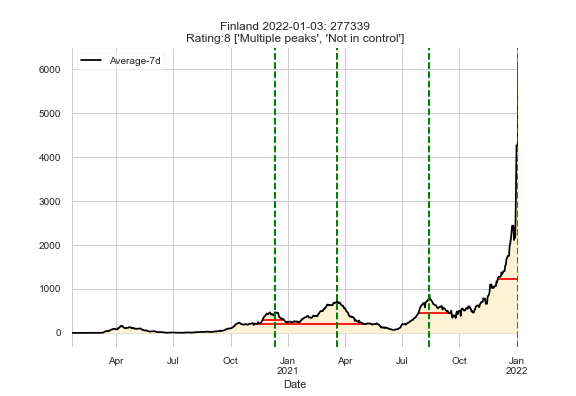 Finland 2022-01-03: 277339
Rating:8 ['Multiple peaks', 'Not in control']
Average-7d
6000
5000
4000
3000
2000
1000
0
Apr Jul Oct Jan Apr Jul Oct Jan
2021 2022
Date